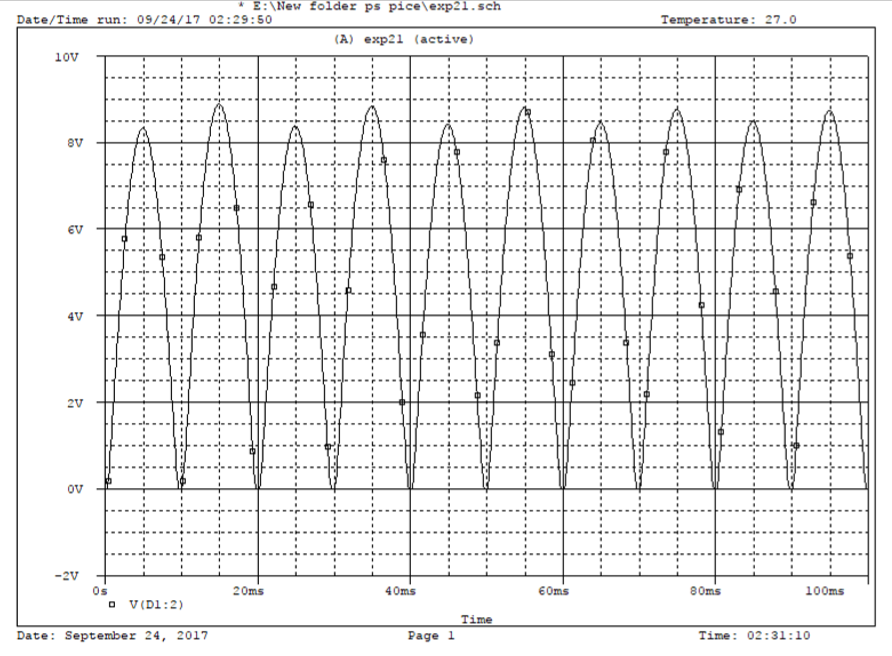 * E:\New folder ps pice\exp21.sch
Date/Time run: 09/24/17 02:29:50 Temperature: 27.0
(A) exp21 (active)
10V
8V
6V
4V
2V
0V
-2V
0s 20ms 40ms 60ms 80ms 100ms
V(D1:2)
Time
Date: September 24, 2017 Page 1 Time: 02:31:10